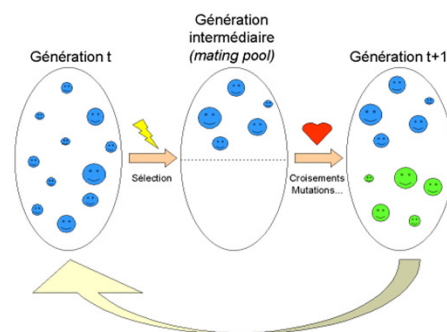 Génération t
Génération
intermédiaire
(mating pool)
Génération t+1
Sélection
Croisements
Mutations...